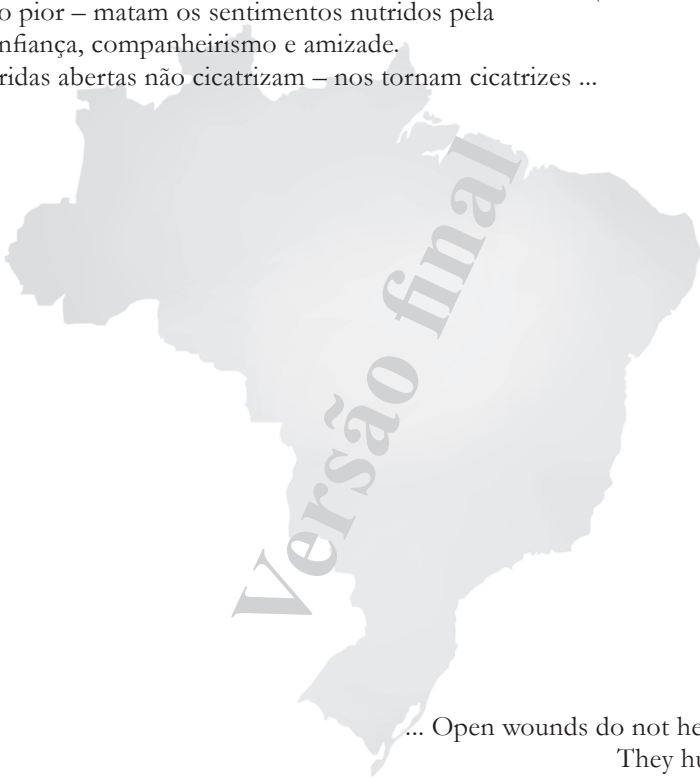 o pior – matam os sentimentos nutridos pela
nfiança, companheirismo e amizade.
ridas abertas não cicatrizam – nos tornam cicatrizes ...
Versão final
... Open wounds do not he
They hu